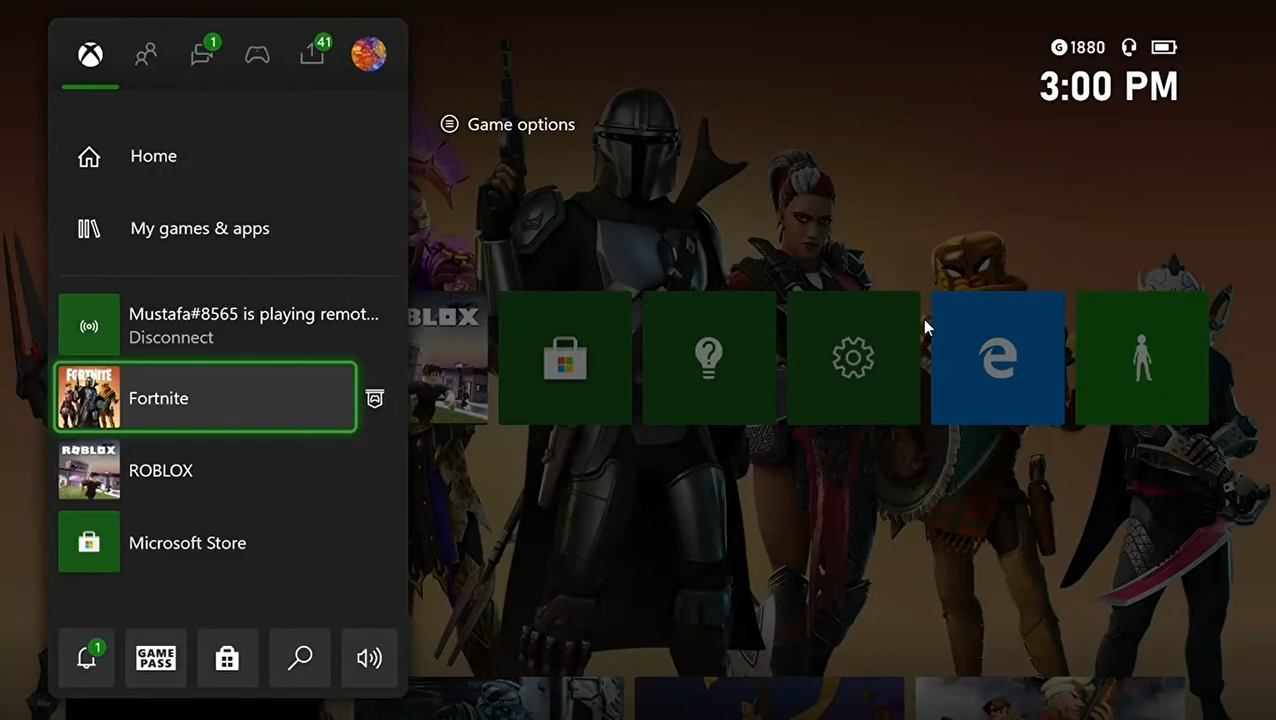 1
41
G 1880
3:00 PM
Game options
Home
My games & apps
Mustafa#8565 is playing remot...
Disconnect
FORTNITE
Fortnite
ROBLOX
ROBLOX
BLOX
Microsoft Store
1
GAME
PASS